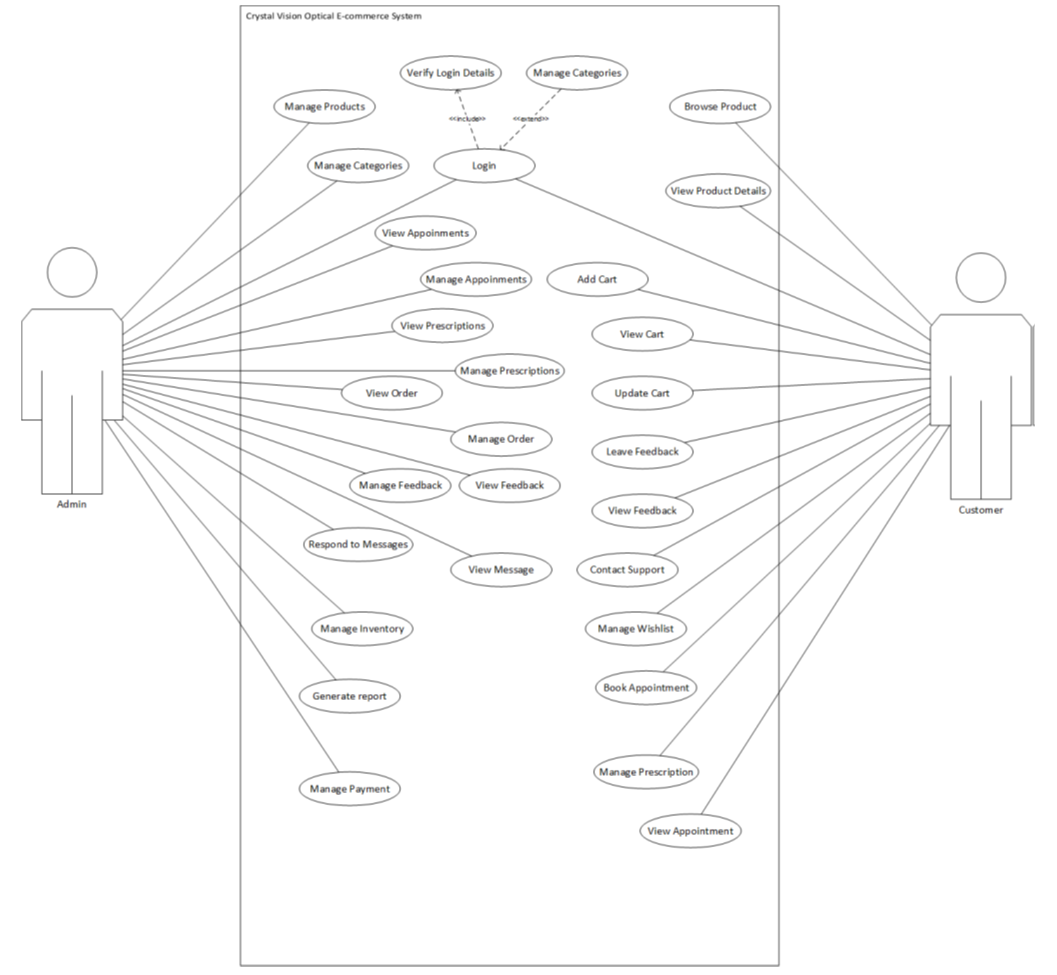 Crystal Vision Optical E-commerce System
Verify Login Details
Manage Categories
Manage Products
Browse Product
<<include>>
<<extend>>
Manage Categories
Login
View Product Details
View Appoinments
Manage Appoinments
Add Cart
View Prescriptions
View Cart
Manage Prescriptions
View Order
Update Cart
Manage Order
Leave Feedback
Manage Feedback
View Feedback
Admin
View Feedback
Customer
Respond to Messages
View Message
Contact Support
Manage Inventory
Manage Wishlist
Generate report
Book Appointment
Manage Prescription
Manage Payment
View Appointment